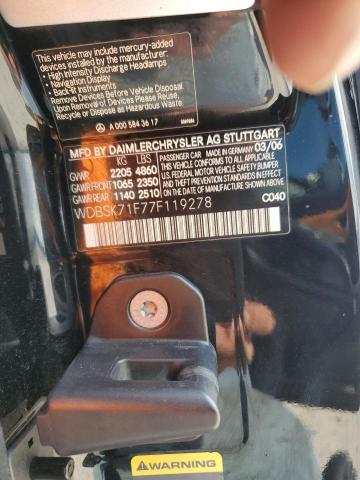 This vehicle may include mercury-added
devices installed by the manufacturer:
• High Intensity Discharge Headlamps
• Navigation Display
• Back-lit Instruments
Remove Devices Before Vehicle Disposal.
Upon Removal of Devices Please Reuse,
Recycle or Dispose as Hazardous Waste.
A 000 584 36 17
MFD BY DAIMLERCHRYSLER AG STUTTGART
KG LBS
GVWR 2205 4860
GAWR FRONT 1065 2350
GAWR REAR 1140 2510
PASSENGER CAR 03/06
THIS VEHICLE CONFORMS TO ALL
APPLICABLE U.S. FEDERAL MOTOR
VEHICLE SAFETY, BUMPER,
AND THEFT PREVENTION
STANDARDS IN EFFECT
ON THE DATE OF MANUFACTURE
SHOWN ABOVE.
WDBSK71F77F119278
C040
WARNING